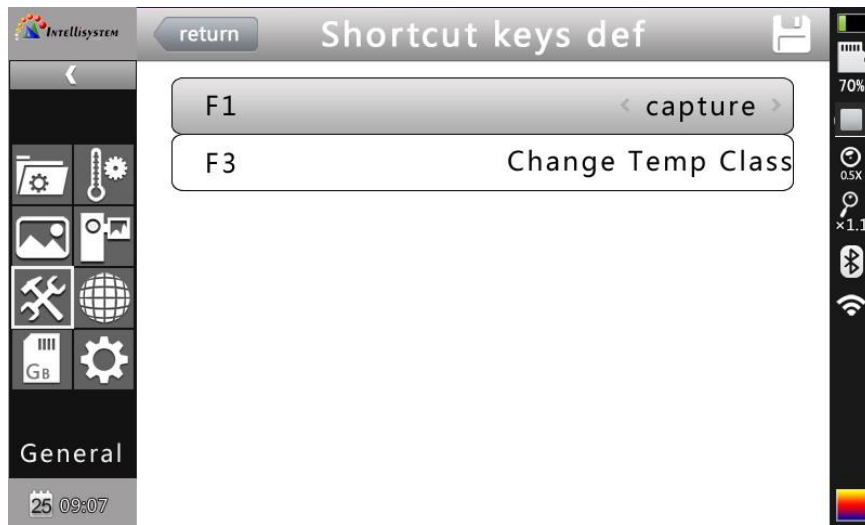 INTELLISYSTEM
return
Shortcut keys def
F1 < capture >
F3 Change Temp Class
70%
0.5X
×1.1
GB
General
25 09:07